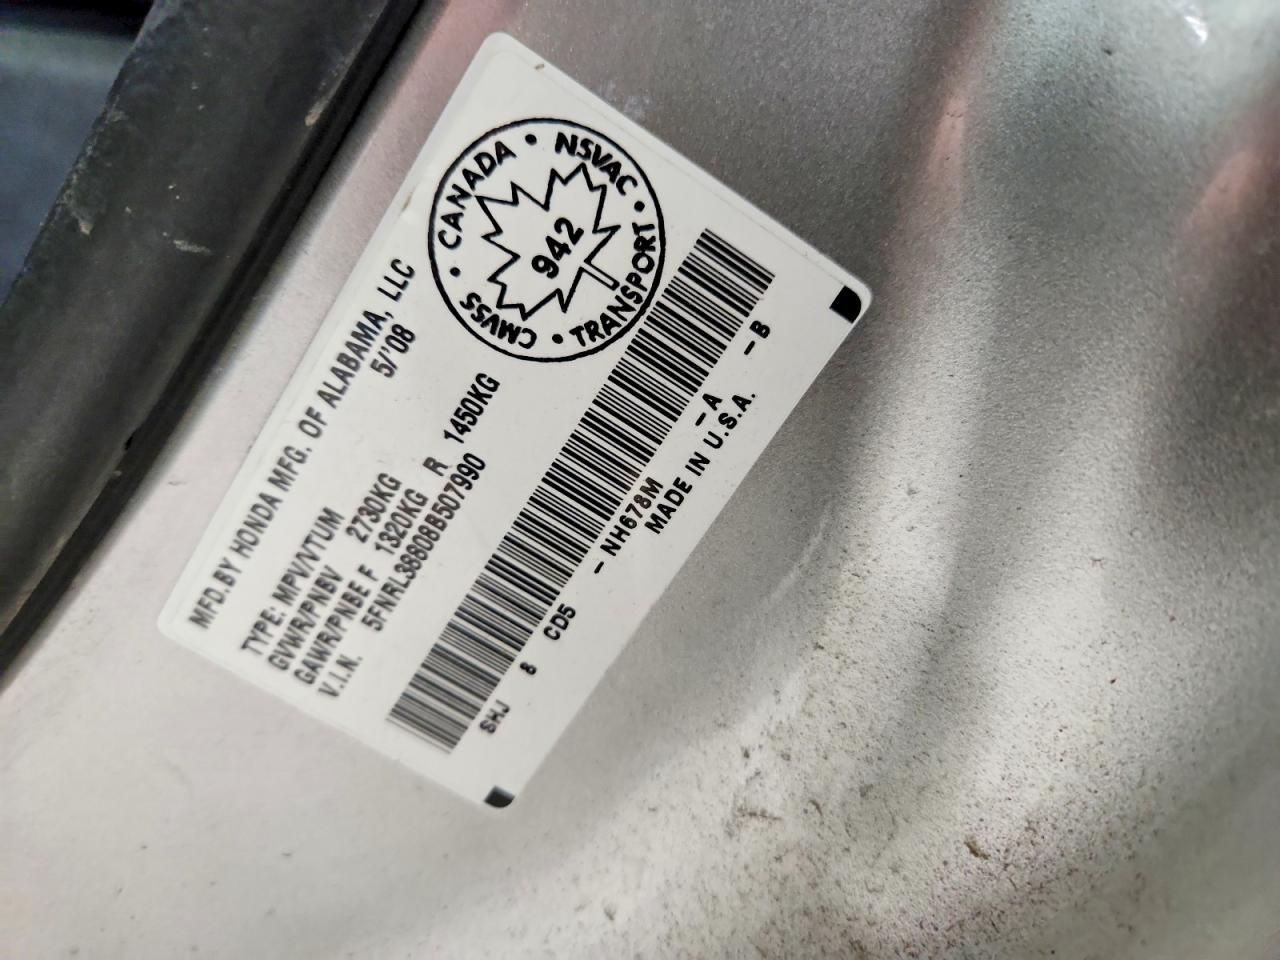 MFD.BY HONDA MFG. OF ALABAMA, LLC
5/'08
TYPE: MPV/VTUM
GVWR/PNBV 2730KG
GAWR/PNBE F 1320KG R 1450KG
V.I.N. 5FNRL38808B507990
CANADA • NSVAC • TRANSPORT • CMVSS •
942
SHJ 8 CD5 – NH678M – A – B
MADE IN U.S.A.